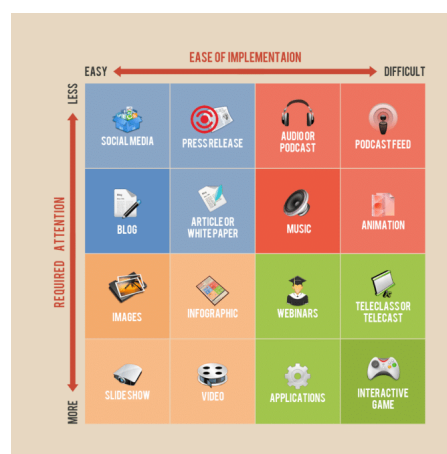 EASE OF IMPLEMENTAION
EASY
DIFFICULT
LESS
REQUIRED ATTENTION
MORE
SOCIAL MEDIA
PRESS RELEASE
AUDIO OR
PODCAST
PODCAST FEED
BLOG
ARTICLE OR
WHITE PAPER
MUSIC
ANIMATION
IMAGES
INFOGRAPHIC
WEBINARS
TELECLASS OR
TELECAST
SLIDE SHOW
VIDEO
APPLICATIONS
INTERACTIVE
GAME